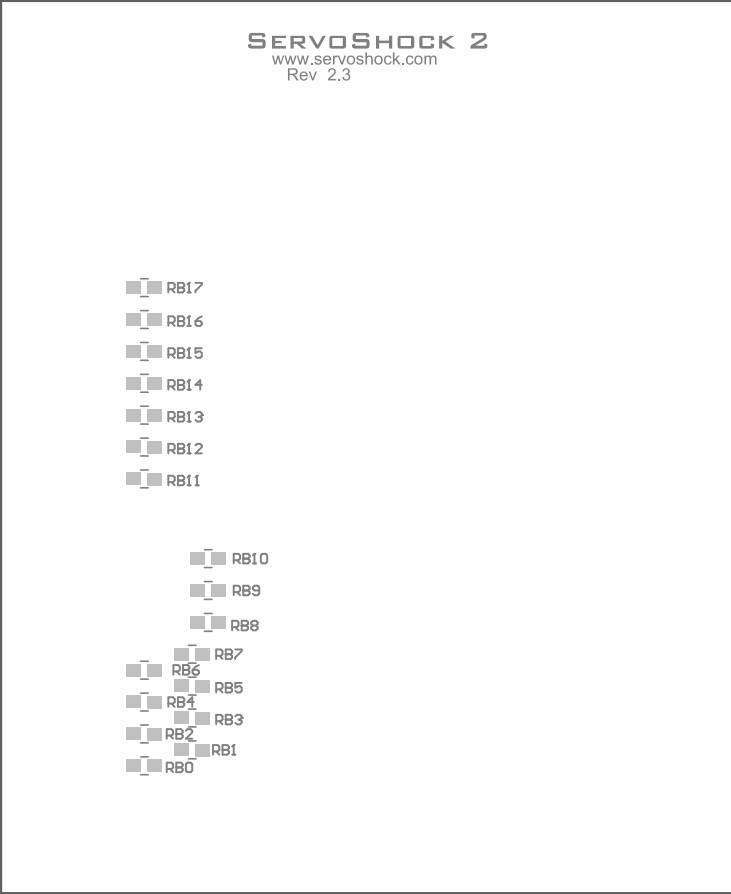 SERVOSHOCK 2
www.servoshock.com
Rev 2.3
RB17
RB16
RB15
RB14
RB13
RB12
RB11
RB10
RB9
RB8
RB7
RB6
RB5
RB4
RB3
RB2
RB1
RB0